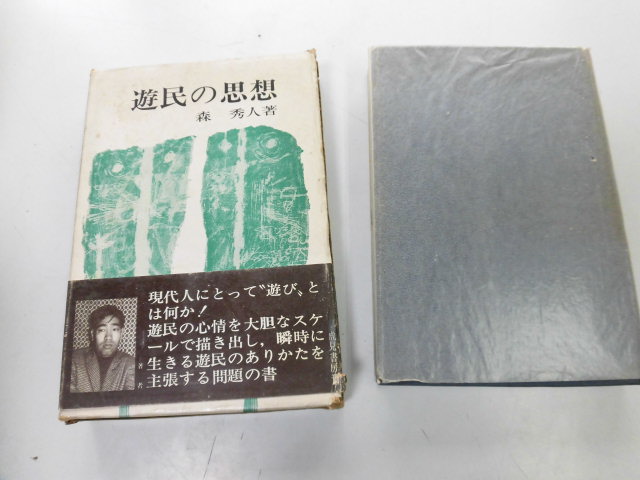 遊民の思想
森 秀人著
現代人にとって〝遊び〟と
は何か！
遊民の心情を大胆なスケ
ールで描き出し，瞬時に
生きる遊民のありかたを
主張する問題の書
著者